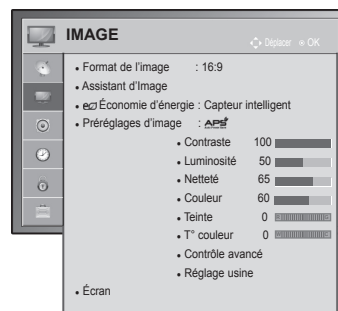 IMAGE
Déplacer OK
• Format de l'image : 16:9
• Assistant d'Image
• Économie d'énergie : Capteur intelligent
• Préréglages d'image : APS
• Contraste 100
• Luminosité 50
• Netteté 65
• Couleur 60
• Teinte 0
• T° couleur 0
• Contrôle avancé
• Réglage usine
• Écran